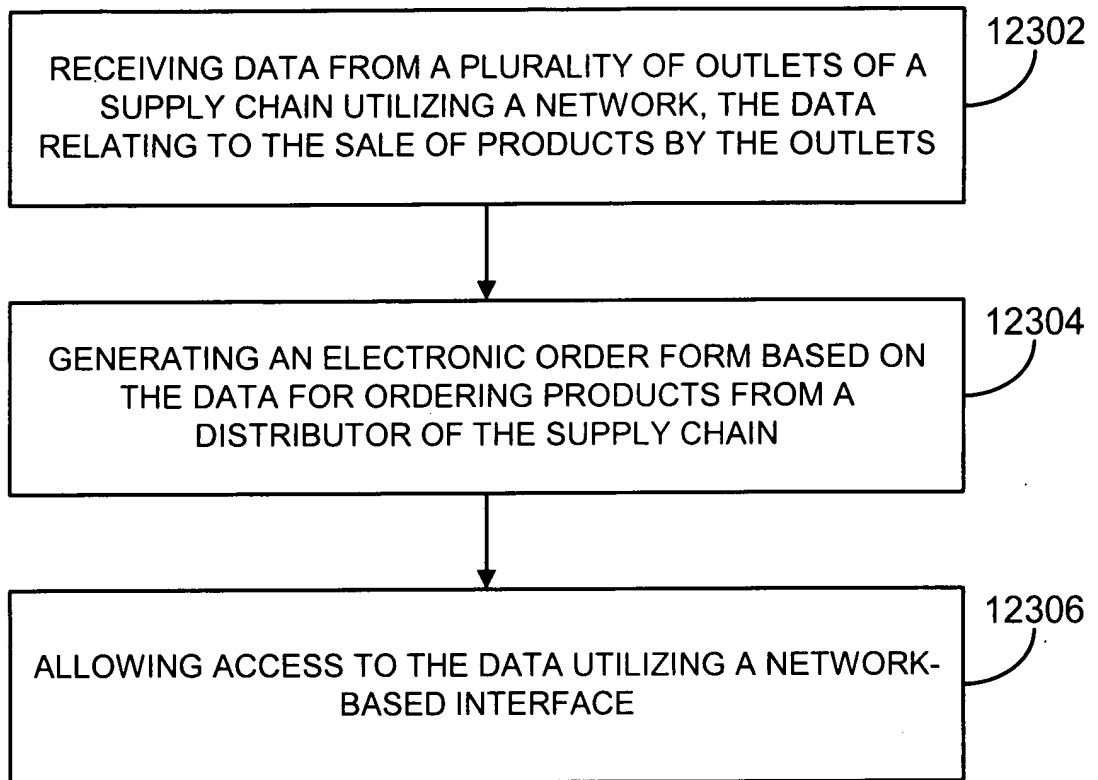 12302
RECEIVING DATA FROM A PLURALITY OF OUTLETS OF A
SUPPLY CHAIN UTILIZING A NETWORK, THE DATA
RELATING TO THE SALE OF PRODUCTS BY THE OUTLETS
12304
GENERATING AN ELECTRONIC ORDER FORM BASED ON
THE DATA FOR ORDERING PRODUCTS FROM A
DISTRIBUTOR OF THE SUPPLY CHAIN
12306
ALLOWING ACCESS TO THE DATA UTILIZING A NETWORK-
BASED INTERFACE